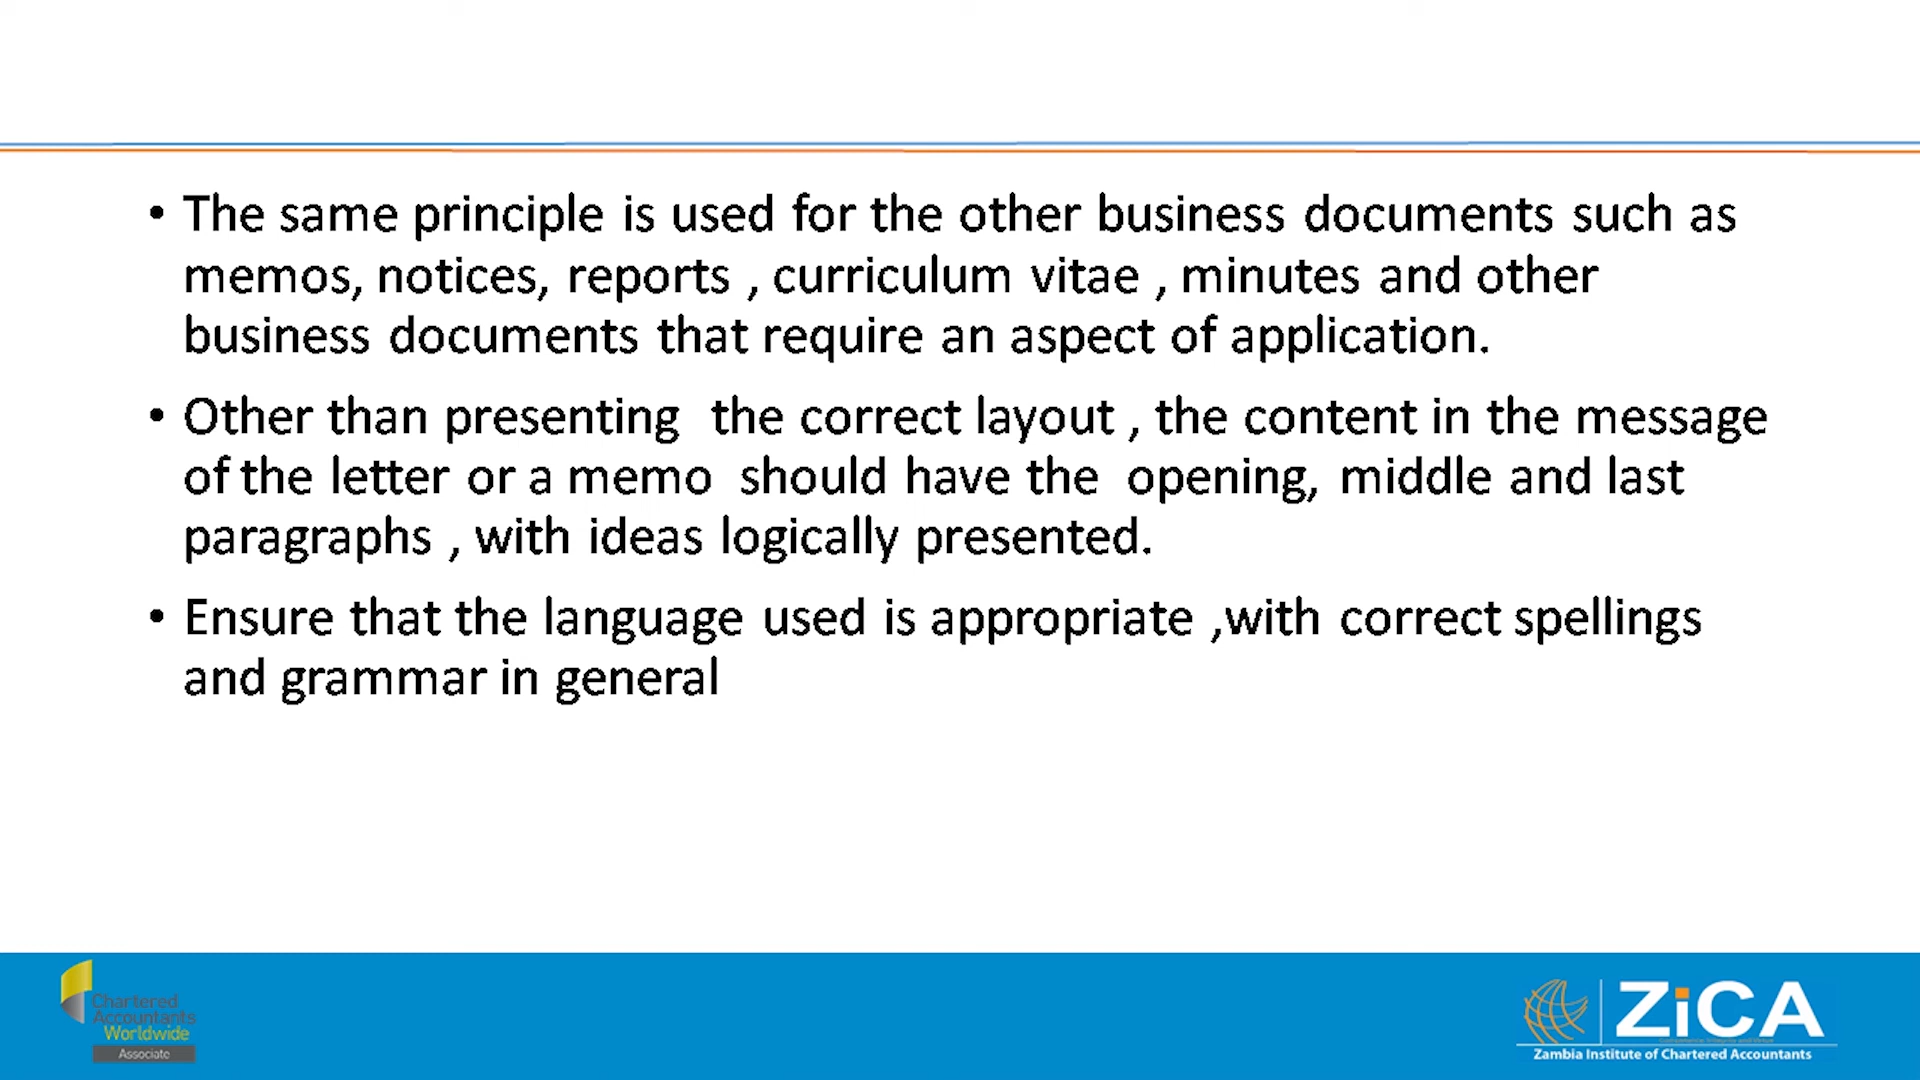 • The same principle is used for the other business documents such as
memos, notices, reports , curriculum vitae , minutes and other
business documents that require an aspect of application.
• Other than presenting the correct layout , the content in the message
of the letter or a memo should have the opening, middle and last
paragraphs , with ideas logically presented.
• Ensure that the language used is appropriate ,with correct spellings
and grammar in general
Chartered
Accountants
Worldwide
Associate
ZiCA
Zambia Institute of Chartered Accountants